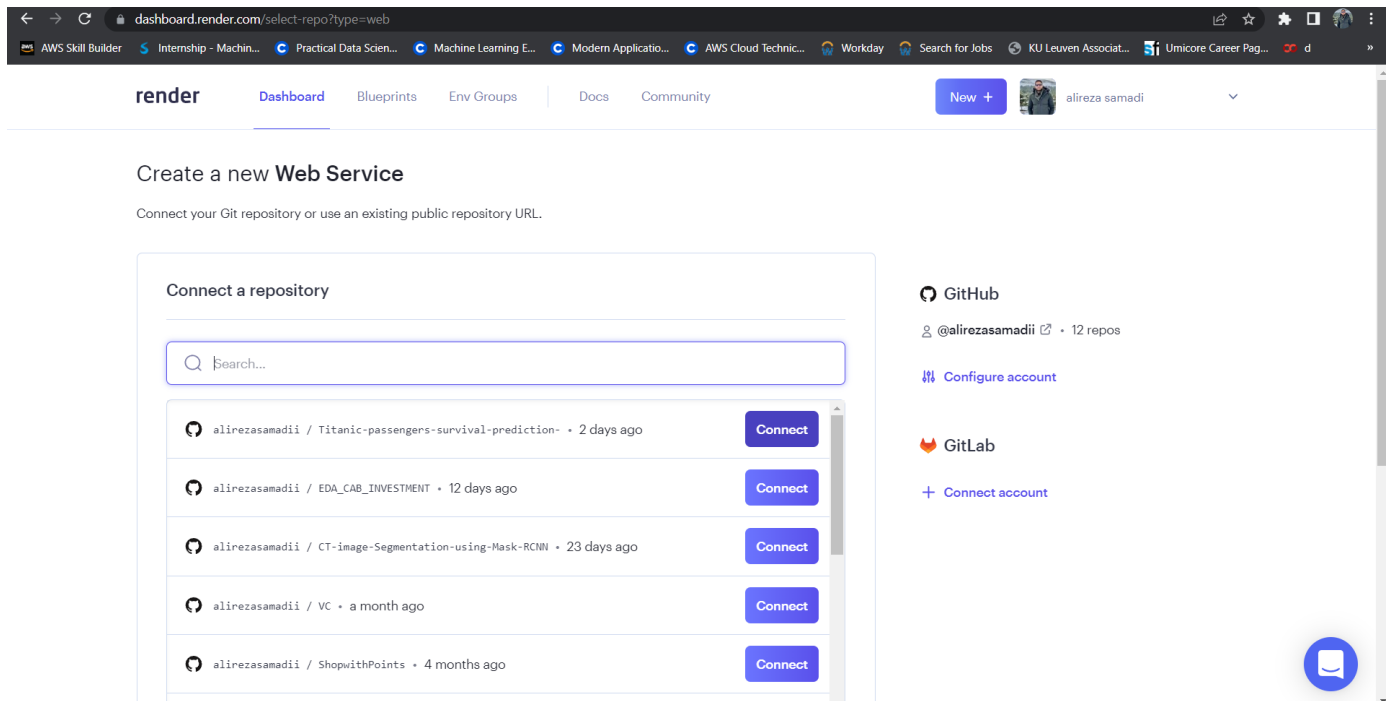 dashboard.render.com/select-repo?type=web
aws AWS Skill Builder Internship - Machin... C Practical Data Scien... C Machine Learning E... C Modern Applicatio... C AWS Cloud Technic... Workday Search for Jobs KU Leuven Associat... Umicore Career Pag... d »
render Dashboard Blueprints Env Groups Docs Community New + alireza samadi
Create a new Web Service
Connect your Git repository or use an existing public repository URL.
Connect a repository
GitHub
@alirezasamadii • 12 repos
Search...
Configure account
alirezasamadii / Titanic-passengers-survival-prediction- • 2 days ago Connect
GitLab
alirezasamadii / EDA_CAB_INVESTMENT • 12 days ago Connect
+ Connect account
alirezasamadii / CT-image-Segmentation-using-Mask-RCNN • 23 days ago Connect
alirezasamadii / VC • a month ago Connect
alirezasamadii / ShopwithPoints • 4 months ago Connect